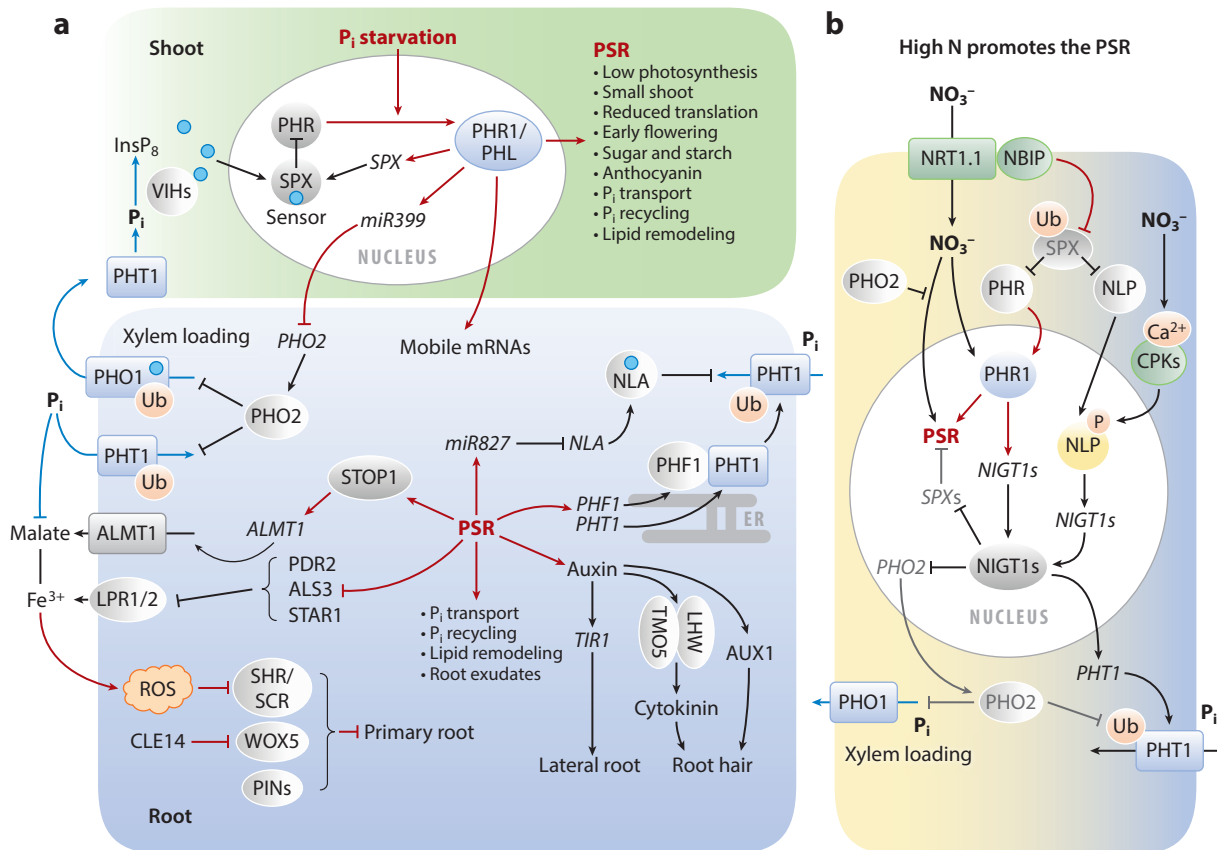 a
Shoot
Pi starvation
PSR
• Low photosynthesis
• Small shoot
• Reduced translation
• Early flowering
• Sugar and starch
• Anthocyanin
• Pi transport
• Pi recycling
• Lipid remodeling
PHR
PHR1/
PHL
InsP8
VIHs
SPX
SPX
Sensor
Pi
miR399
NUCLEUS
PHT1
Xylem loading
PHO2
Mobile mRNAs
Pi
PHO1
Ub
NLA
PHT1
Ub
Pi
PHO2
PHT1
Ub
miR827
NLA
STOP1
PHF1
PHT1
PHF1
PHT1
ER
Malate
ALMT1
ALMT1
PSR
PDR2
ALS3
STAR1
Auxin
Fe3+
LPR1/2
• Pi transport
• Pi recycling
• Lipid remodeling
• Root exudates
TIR1
TMO5
LHW
AUX1
ROS
SHR/
SCR
Cytokinin
CLE14
WOX5
Primary root
PINs
Lateral root
Root hair
Root
b
High N promotes the PSR
NO3−
NRT1.1
NBIP
Ub
SPX
NO3−
NO3−
PHO2
PHR
NLP
Ca2+
CPKs
PHR1
PSR
P
NLP
NIGT1s
SPXs
NIGT1s
PHO2
NIGT1s
NUCLEUS
PHT1
PHO1
Pi
PHO2
Ub
PHT1
Pi
Xylem loading